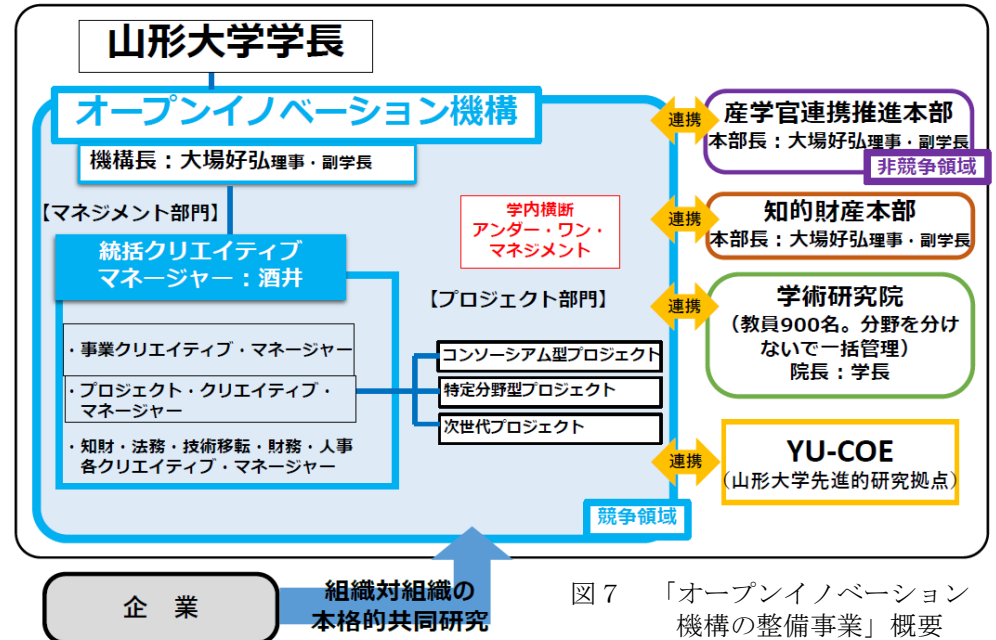 山形大学学長
オープンイノベーション機構
機構長：大場好弘理事・副学長
【マネジメント部門】
統括クリエイティブ
マネージャー：酒井
・事業クリエイティブ・マネージャー
・プロジェクト・クリエイティブ・
マネージャー
・知財・法務・技術移転・財務・人事
各クリエイティブ・マネージャー
学内横断
アンダー・ワン・
マネジメント
【プロジェクト部門】
コンソーシアム型プロジェクト
特定分野型プロジェクト
次世代プロジェクト
競争領域
連携
産学官連携推進本部
本部長：大場好弘理事・副学長
非競争領域
連携
知的財産本部
本部長：大場好弘理事・副学長
連携
学術研究院
（教員900名。分野を分け
ないで一括管理）
院長：学長
連携
YU-COE
（山形大学先進的研究拠点）
企　業
組織対組織の
本格的共同研究
図７　「オープンイノベーション
機構の整備事業」概要